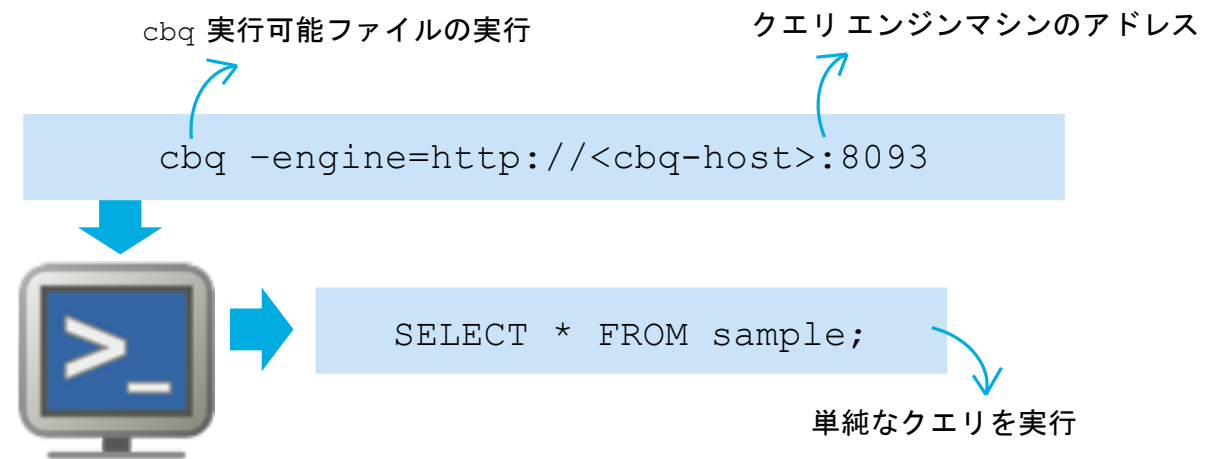 cbq 実行可能ファイルの実行
クエリ エンジンマシンのアドレス
cbq –engine=http://<cbq-host>:8093
>_
SELECT * FROM sample;
単純なクエリを実行